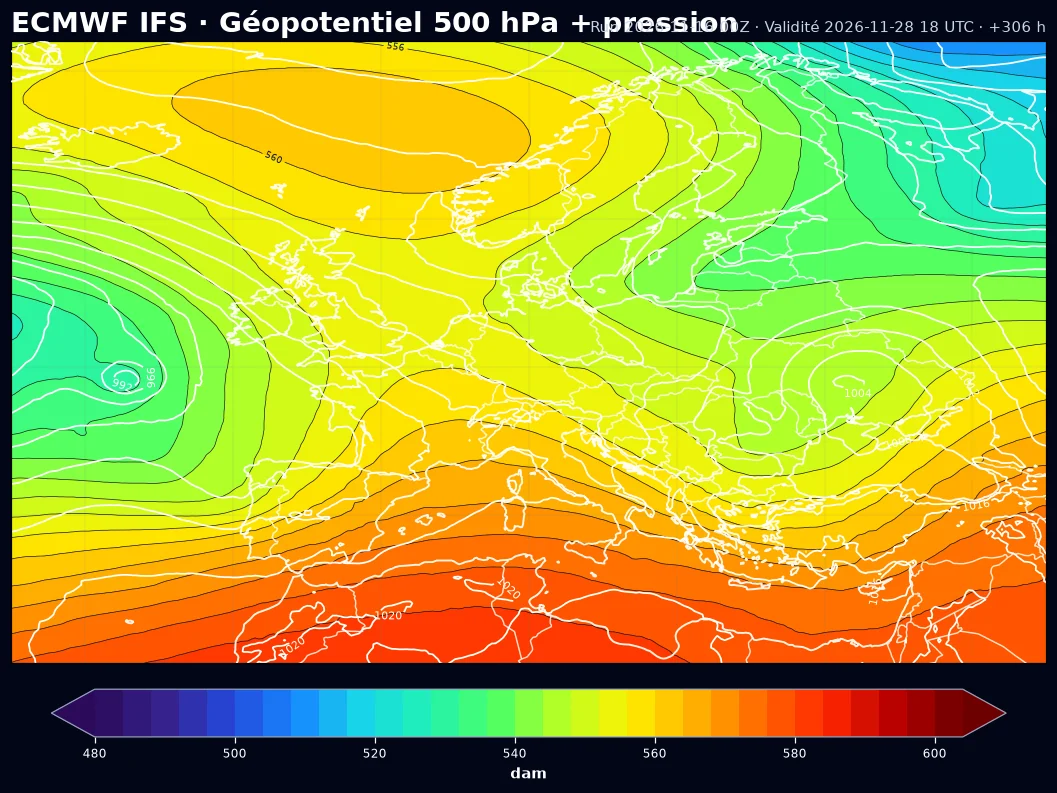 ECMWF IFS · Géopotentiel 500 hPa + pression
Validité 2026-11-28 18 UTC · +306 h
556
560
992
996
1004
1016
1020
1020
1020
480 500 520 540 560 580 600
dam